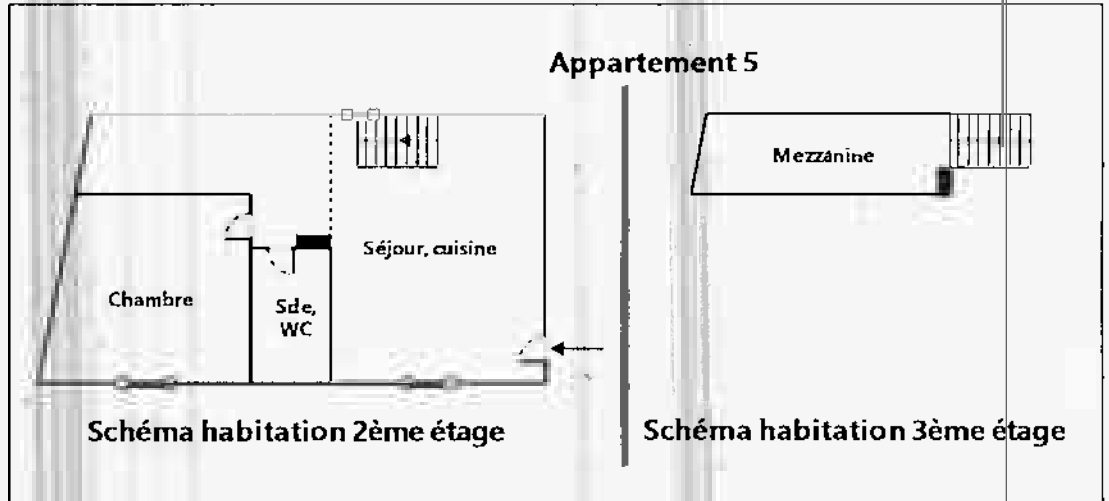 Appartement 5
Mezzanine
Séjour, cuisine
Chambre
Sde,
WC
Schéma habitation 2ème étage
Schéma habitation 3ème étage